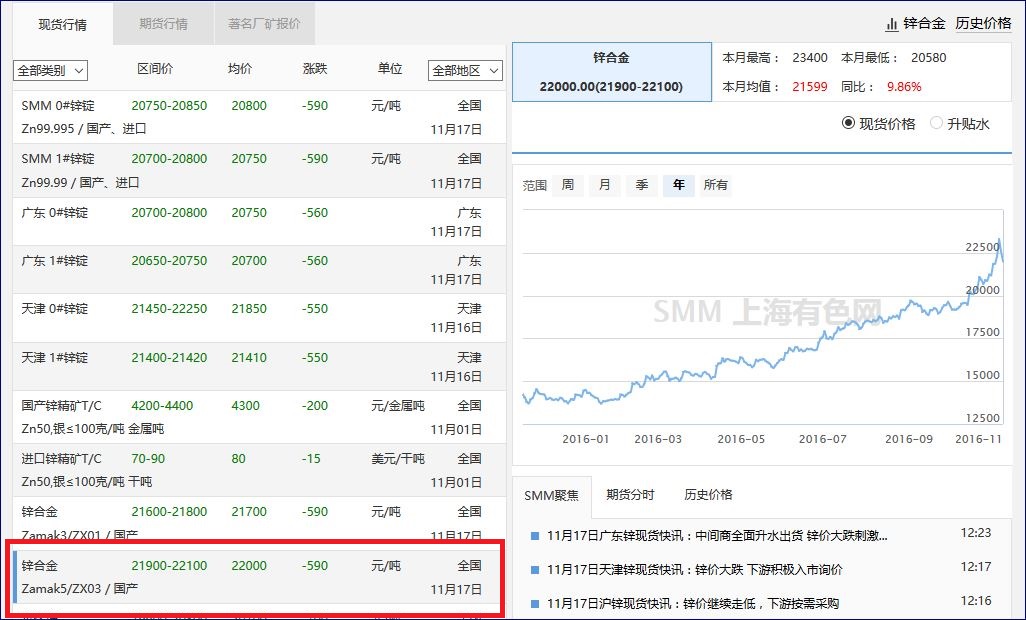 现货行情 期货行情 著名厂矿报价
锌合金 历史价格
全部类别 区间价 均价 涨跌 单位 全部地区
SMM 0#锌锭 20750-20850 20800 -590 元/吨 全国
Zn99.995 / 国产、进口 11月17日
SMM 1#锌锭 20700-20800 20750 -590 元/吨 全国
Zn99.99 / 国产、进口 11月17日
广东 0#锌锭 20700-20800 20750 -560 广东
11月17日
广东 1#锌锭 20650-20750 20700 -560 广东
11月17日
天津 0#锌锭 21450-22250 21850 -550 天津
11月16日
天津 1#锌锭 21400-21420 21410 -550 天津
11月16日
国产锌精矿T/C 4200-4400 4300 -200 元/金属吨 全国
Zn50,银≤100克/吨 金属吨 11月01日
进口锌精矿T/C 70-90 80 -15 美元/干吨 全国
Zn50,银≤100克/吨 干吨 11月01日
锌合金 21600-21800 21700 -590 元/吨 全国
Zamak3/ZX01 / 国产 11月17日
锌合金 21900-22100 22000 -590 元/吨 全国
Zamak5/ZX03 / 国产 11月17日
锌合金
22000.00(21900-22100)
本月最高： 23400 本月最低： 20580
本月均值： 21599 同比： 9.86%
现货价格 升贴水
范围 周 月 季 年 所有
22500
20000
SMM 上海有色网
17500
15000
12500
2016-01 2016-03 2016-05 2016-07 2016-09 2016-11
SMM聚焦 期货分时 历史价格
11月17日广东锌现货快讯：中间商全面升水出货 锌价大跌刺激... 12:23
11月17日天津锌现货快讯：锌价大跌 下游积极入市询价 12:17
11月17日沪锌现货快讯：锌价继续走低，下游按需采购 12:16